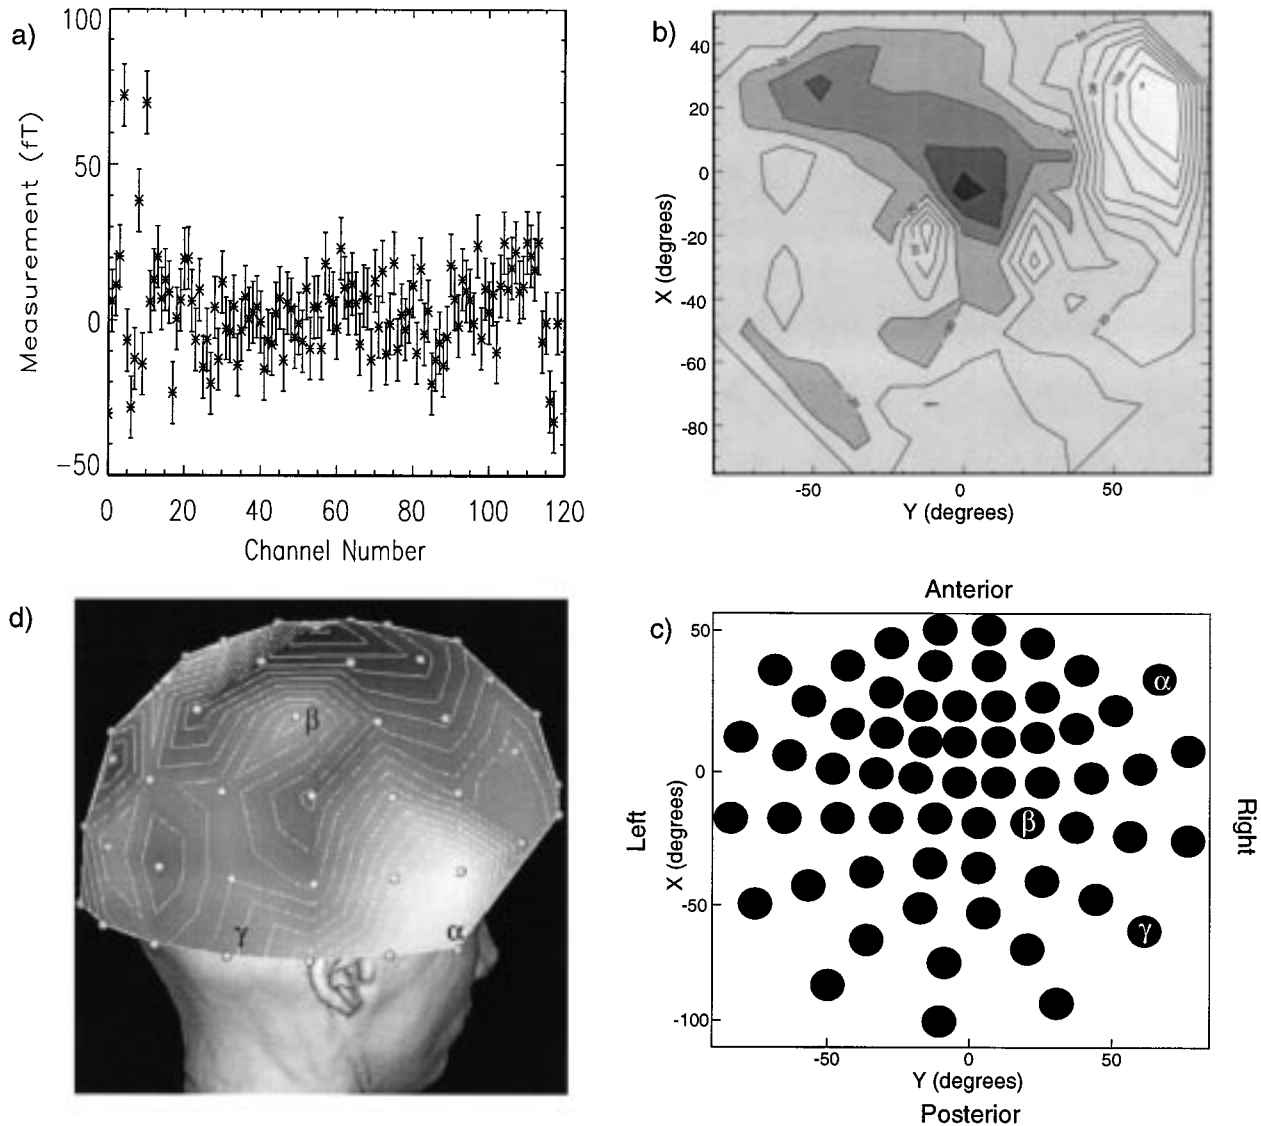 a)
100
50
0
−50
Measurement (fT)
0 20 40 60 80 100 120
Channel Number
b)
40
20
0
-20
-40
-60
-80
X (degrees)
-50 0 50
Y (degrees)
d)
β
γ
α
Anterior
c)
50
0
-50
-100
X (degrees)
Left
Right
α
β
γ
-50 0 50
Y (degrees)
Posterior